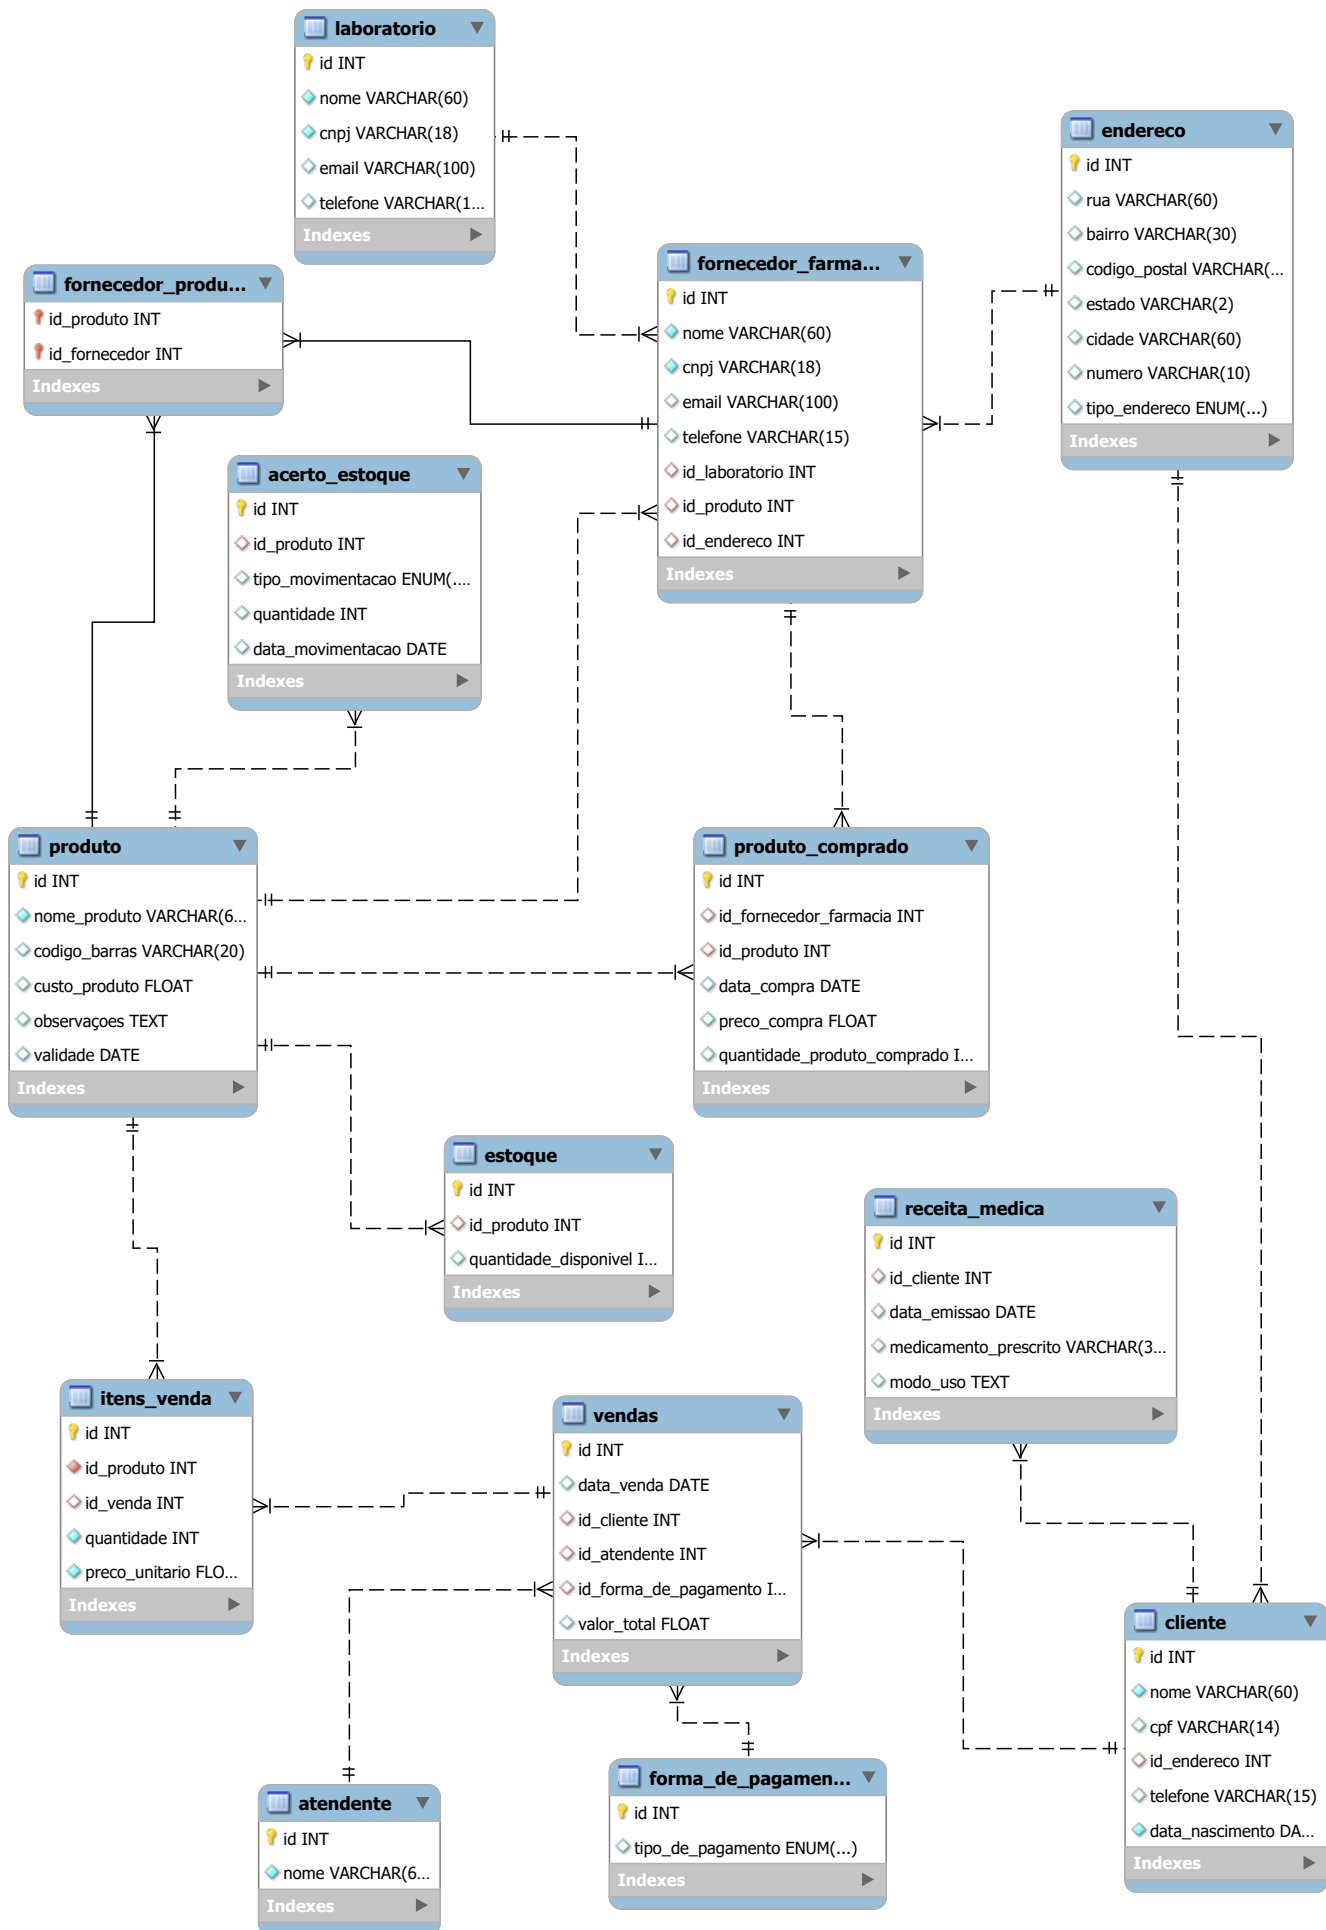 laboratorio
id INT
nome VARCHAR(60)
cnpj VARCHAR(18)
email VARCHAR(100)
telefone VARCHAR(1...
Indexes
endereco
id INT
rua VARCHAR(60)
bairro VARCHAR(30)
codigo_postal VARCHAR(...
estado VARCHAR(2)
cidade VARCHAR(60)
numero VARCHAR(10)
tipo_endereco ENUM(...)
Indexes
fornecedor_farma...
id INT
nome VARCHAR(60)
cnpj VARCHAR(18)
email VARCHAR(100)
telefone VARCHAR(15)
id_laboratorio INT
id_produto INT
id_endereco INT
Indexes
fornecedor_produ...
id_produto INT
id_fornecedor INT
Indexes
acerto_estoque
id INT
id_produto INT
tipo_movimentacao ENUM(....
quantidade INT
data_movimentacao DATE
Indexes
produto
id INT
nome_produto VARCHAR(6...
codigo_barras VARCHAR(20)
custo_produto FLOAT
observaçoes TEXT
validade DATE
Indexes
produto_comprado
id INT
id_fornecedor_farmacia INT
id_produto INT
data_compra DATE
preco_compra FLOAT
quantidade_produto_comprado I...
Indexes
estoque
id INT
id_produto INT
quantidade_disponivel I...
Indexes
receita_medica
id INT
id_cliente INT
data_emissao DATE
medicamento_prescrito VARCHAR(3...
modo_uso TEXT
Indexes
itens_venda
id INT
id_produto INT
id_venda INT
quantidade INT
preco_unitario FLO...
Indexes
vendas
id INT
data_venda DATE
id_cliente INT
id_atendente INT
id_forma_de_pagamento I...
valor_total FLOAT
Indexes
cliente
id INT
nome VARCHAR(60)
cpf VARCHAR(14)
id_endereco INT
telefone VARCHAR(15)
data_nascimento DA...
Indexes
forma_de_pagamen...
id INT
tipo_de_pagamento ENUM(...)
Indexes
atendente
id INT
nome VARCHAR(6...
Indexes